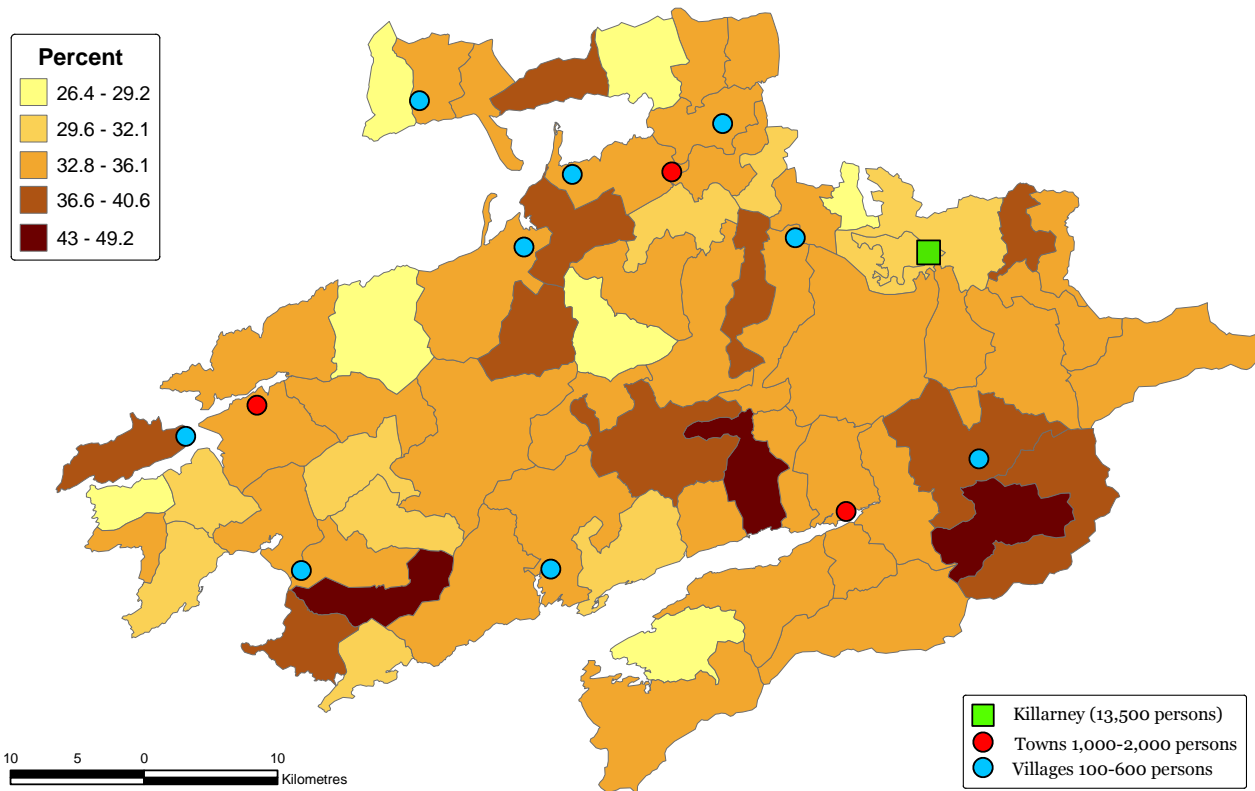 Percent
26.4 - 29.2
29.6 - 32.1
32.8 - 36.1
36.6 - 40.6
43 - 49.2
Killarney (13,500 persons)
Towns 1,000-2,000 persons
Villages 100-600 persons
10 5 0 10
Kilometres